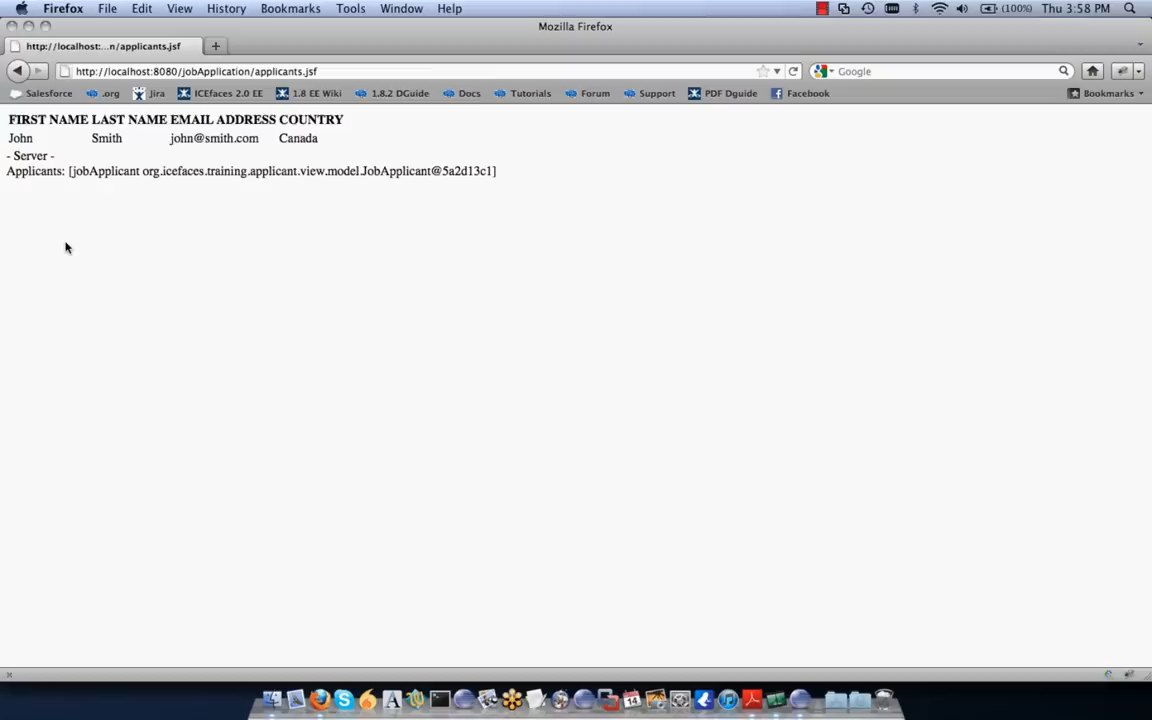 Firefox File Edit View History Bookmarks Tools Window Help (100%) Thu 3:58 PM
Mozilla Firefox
http://localhost:...n/applicants.jsf
http://localhost:8080/jobApplication/applicants.jsf Google
Salesforce .org Jira ICEfaces 2.0 EE 1.8 EE Wiki 1.8.2 DGuide Docs Tutorials Forum Support PDF Dguide Facebook Bookmarks
FIRST NAME LAST NAME EMAIL ADDRESS COUNTRY
John Smith john@smith.com Canada
- Server -
Applicants: [jobApplicant org.icefaces.training.applicant.view.model.JobApplicant@5a2d13c1]
14